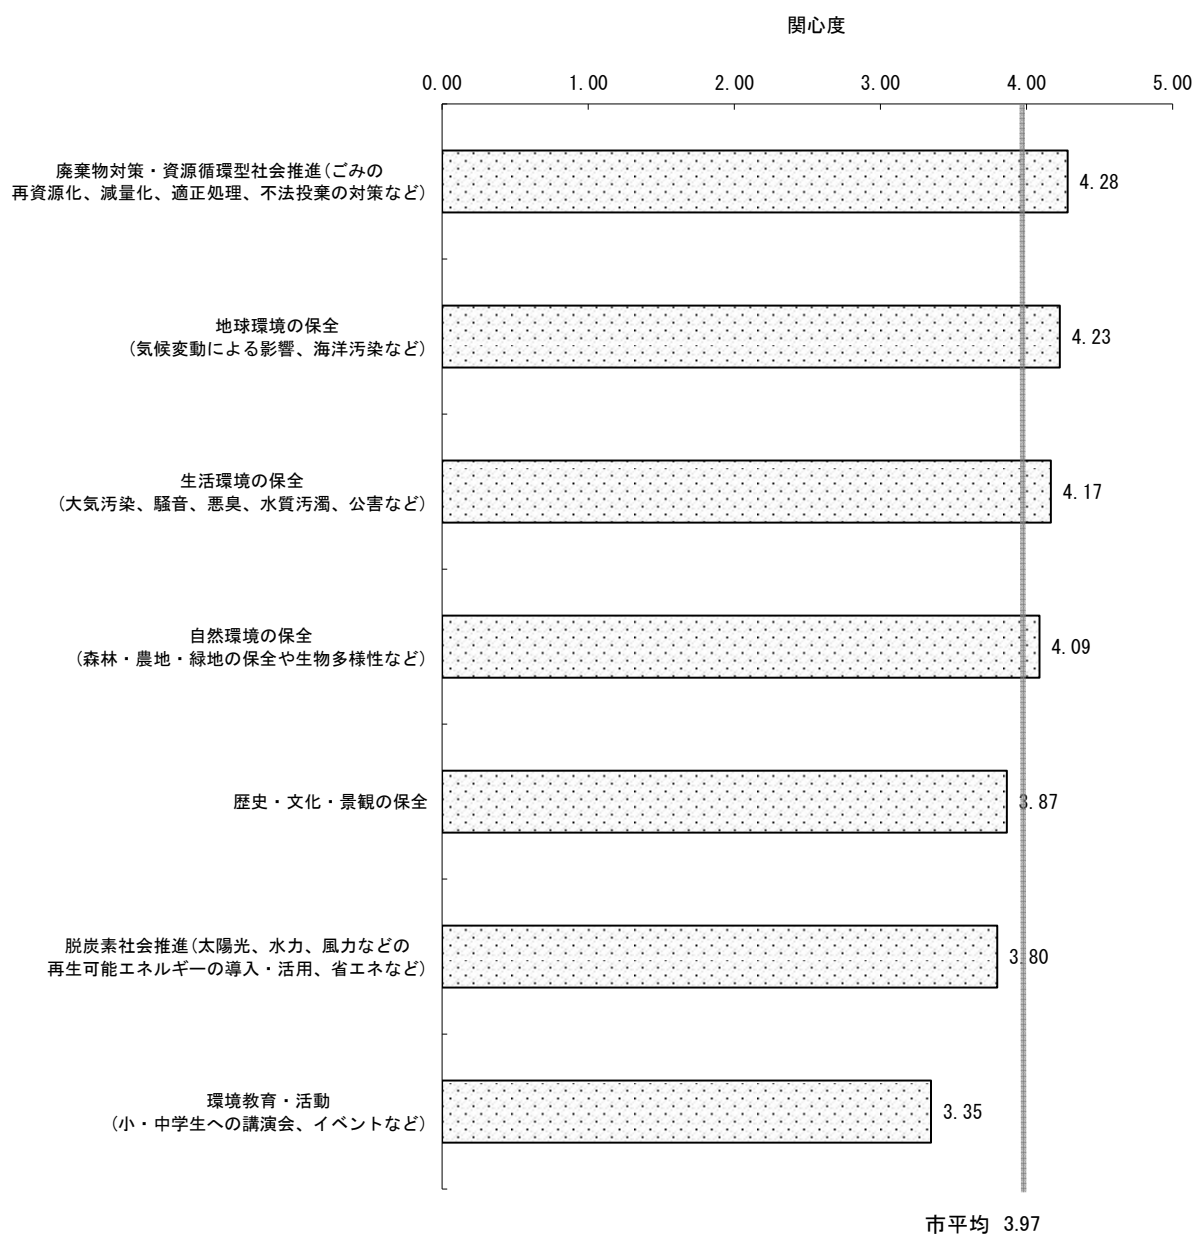 関心度
0.00 1.00 2.00 3.00 4.00 5.00
廃棄物対策・資源循環型社会推進(ごみの
再資源化、減量化、適正処理、不法投棄の対策など)
4.28
地球環境の保全
(気候変動による影響、海洋汚染など)
4.23
生活環境の保全
(大気汚染、騒音、悪臭、水質汚濁、公害など)
4.17
自然環境の保全
(森林・農地・緑地の保全や生物多様性など)
4.09
歴史・文化・景観の保全
3.87
脱炭素社会推進(太陽光、水力、風力などの
再生可能エネルギーの導入・活用、省エネなど)
3.80
環境教育・活動
(小・中学生への講演会、イベントなど)
3.35
市平均 3.97